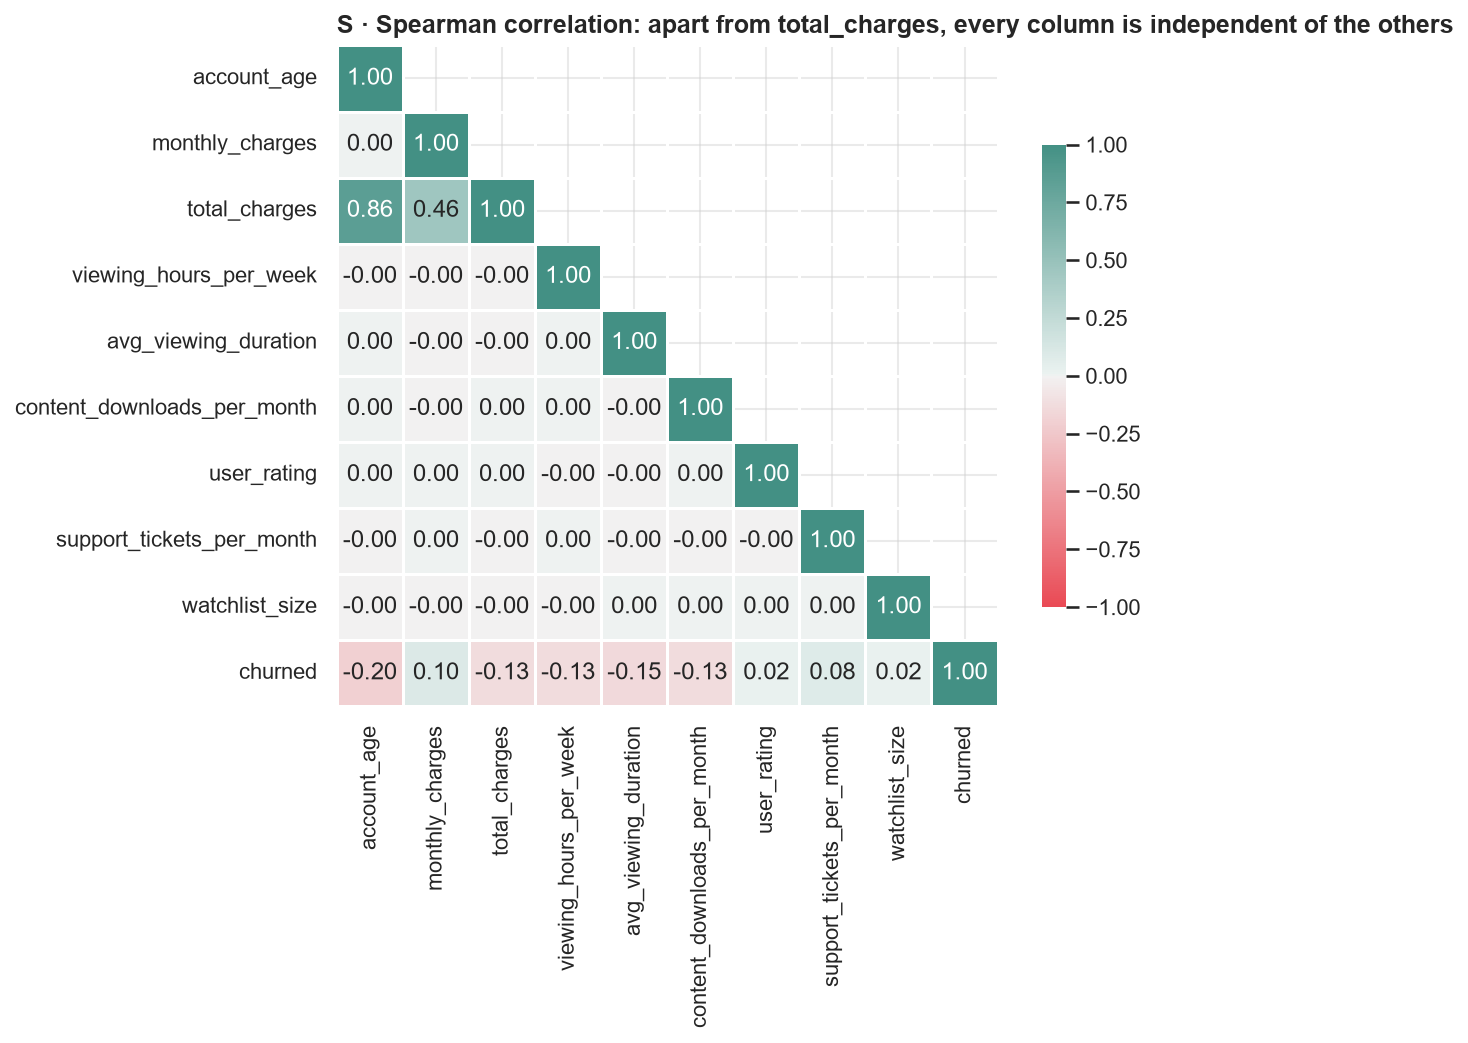 S · Spearman correlation: apart from total_charges, every column is independent of the others
account_age 1.00
monthly_charges 0.00 1.00
total_charges 0.86 0.46 1.00
viewing_hours_per_week -0.00 -0.00 -0.00 1.00
avg_viewing_duration 0.00 -0.00 -0.00 0.00 1.00
content_downloads_per_month 0.00 -0.00 0.00 0.00 -0.00 1.00
user_rating 0.00 0.00 0.00 -0.00 -0.00 0.00 1.00
support_tickets_per_month -0.00 0.00 -0.00 0.00 -0.00 -0.00 -0.00 1.00
watchlist_size -0.00 -0.00 -0.00 -0.00 0.00 0.00 0.00 0.00 1.00
churned -0.20 0.10 -0.13 -0.13 -0.15 -0.13 0.02 0.08 0.02 1.00
account_age
monthly_charges
total_charges
viewing_hours_per_week
avg_viewing_duration
content_downloads_per_month
user_rating
support_tickets_per_month
watchlist_size
churned
1.00
0.75
0.50
0.25
0.00
−0.25
−0.50
−0.75
−1.00